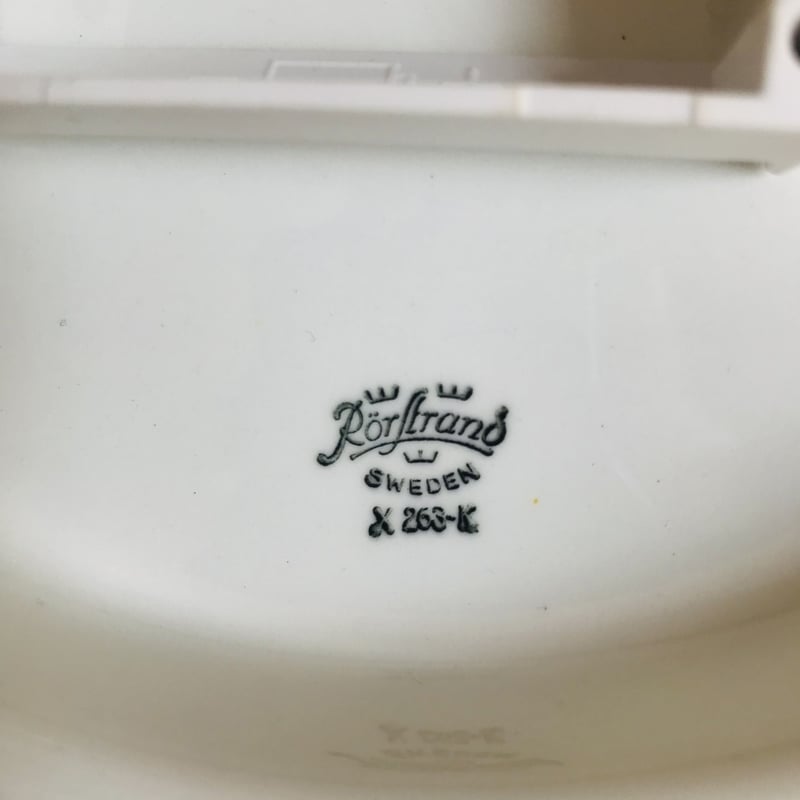 Rörstrand
SWEDEN
X 263-K